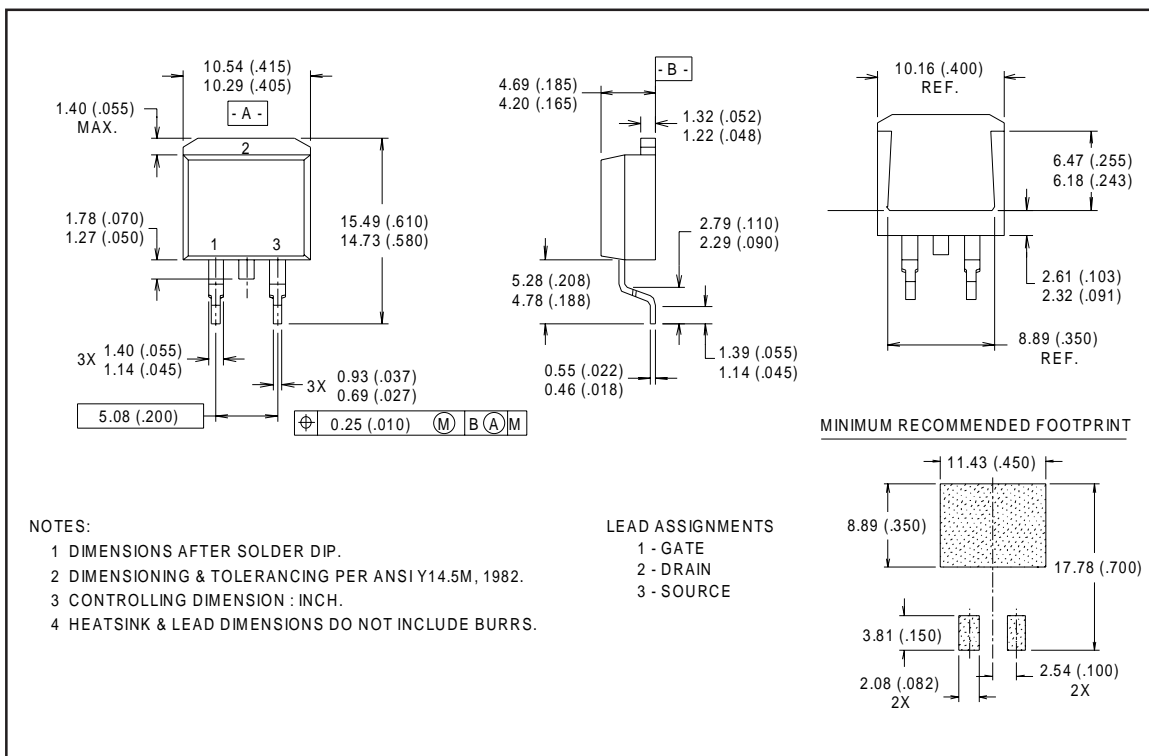 10.54 (.415)
10.29 (.405)
- A -
1.40 (.055)
MAX.
2
1.78 (.070)
1.27 (.050)
15.49 (.610)
14.73 (.580)
1
3
3X 1.40 (.055)
1.14 (.045)
3X 0.93 (.037)
0.69 (.027)
5.08 (.200)
0.25 (.010) M B A M
- B -
4.69 (.185)
4.20 (.165)
1.32 (.052)
1.22 (.048)
2.79 (.110)
2.29 (.090)
5.28 (.208)
4.78 (.188)
1.39 (.055)
1.14 (.045)
0.55 (.022)
0.46 (.018)
10.16 (.400)
REF.
6.47 (.255)
6.18 (.243)
2.61 (.103)
2.32 (.091)
8.89 (.350)
REF.
MINIMUM RECOMMENDED FOOTPRINT
11.43 (.450)
8.89 (.350)
17.78 (.700)
3.81 (.150)
2.08 (.082)
2X
2.54 (.100)
2X
NOTES:
1 DIMENSIONS AFTER SOLDER DIP.
2 DIMENSIONING & TOLERANCING PER ANSI Y14.5M, 1982.
3 CONTROLLING DIMENSION : INCH.
4 HEATSINK & LEAD DIMENSIONS DO NOT INCLUDE BURRS.
LEAD ASSIGNMENTS
1 - GATE
2 - DRAIN
3 - SOURCE